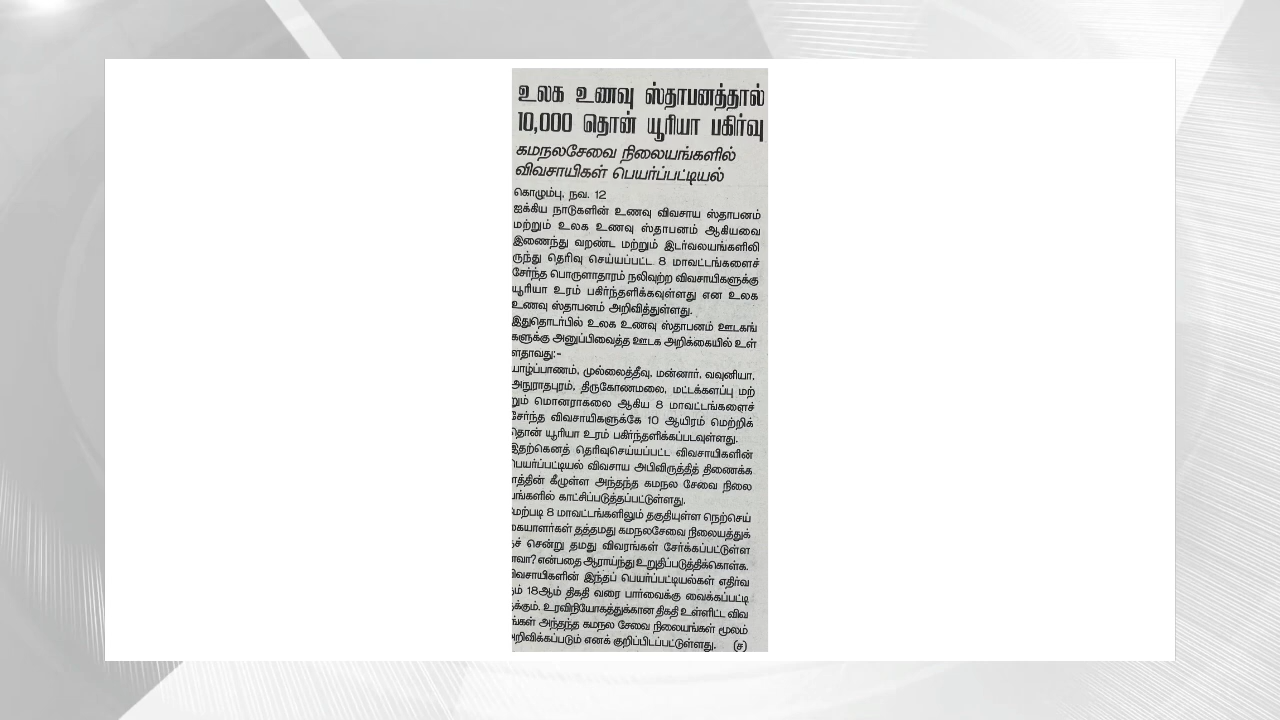 உலக உணவு ஸ்தாபனத்தால்
10,000 தொன் யூரியா பகிர்வு
கமநலசேவை நிலையங்களில்
விவசாயிகள் பெயர்ப்பட்டியல்
கொழும்பு, நவ. 12
ஐக்கிய நாடுகளின் உணவு விவசாய ஸ்தாபனம்
மற்றும் உலக உணவு ஸ்தாபனம் ஆகியவை
இணைந்து வறண்ட மற்றும் இடர்வலயங்களிலி
ருந்து தெரிவு செய்யப்பட்ட 8 மாவட்டங்களைச்
சேர்ந்த பொருளாதாரம் நலிவுற்ற விவசாயிகளுக்கு
யூரியா உரம் பகிர்ந்தளிக்கவுள்ளது என உலக
உணவு ஸ்தாபனம் அறிவித்துள்ளது.
இதுதொடர்பில் உலக உணவு ஸ்தாபனம் ஊடகங்
களுக்கு அனுப்பிவைத்த ஊடக அறிக்கையில் உள்
ளதாவது:-
யாழ்ப்பாணம், முல்லைத்தீவு, மன்னார், வவுனியா,
அநுராதபுரம், திருகோணமலை, மட்டக்களப்பு மற்
றும் மொனராகலை ஆகிய 8 மாவட்டங்களைச்
சேர்ந்த விவசாயிகளுக்கே 10 ஆயிரம் மெற்றிக்
தொன் யூரியா உரம் பகிர்ந்தளிக்கப்படவுள்ளது.
இதற்கெனத் தெரிவுசெய்யப்பட்ட விவசாயிகளின்
பெயர்ப்பட்டியல் விவசாய அபிவிருத்தித் திணைக்க
ளத்தின் கீழுள்ள அந்தந்த கமநல சேவை நிலை
யங்களில் காட்சிப்படுத்தப்பட்டுள்ளது.
மேற்படி 8 மாவட்டங்களிலும் தகுதியுள்ள நெற்செய்
கையாளர்கள் தத்தமது கமநலசேவை நிலையத்துக்
குச் சென்று தமது விவரங்கள் சேர்க்கப்பட்டுள்ள
னவா? என்பதை ஆராய்ந்து உறுதிப்படுத்திக்கொள்க.
விவசாயிகளின் இந்தப் பெயர்ப்பட்டியல்கள் எதிர்வ
ரும் 18ஆம் திகதி வரை பார்வைக்கு வைக்கப்பட்டி
ருக்கும். உரவிநியோகத்துக்கான திகதி உள்ளிட்ட விவ
ரங்கள் அந்தந்த கமநல சேவை நிலையங்கள் மூலம்
அறிவிக்கப்படும் எனக் குறிப்பிடப்பட்டுள்ளது. (ச)